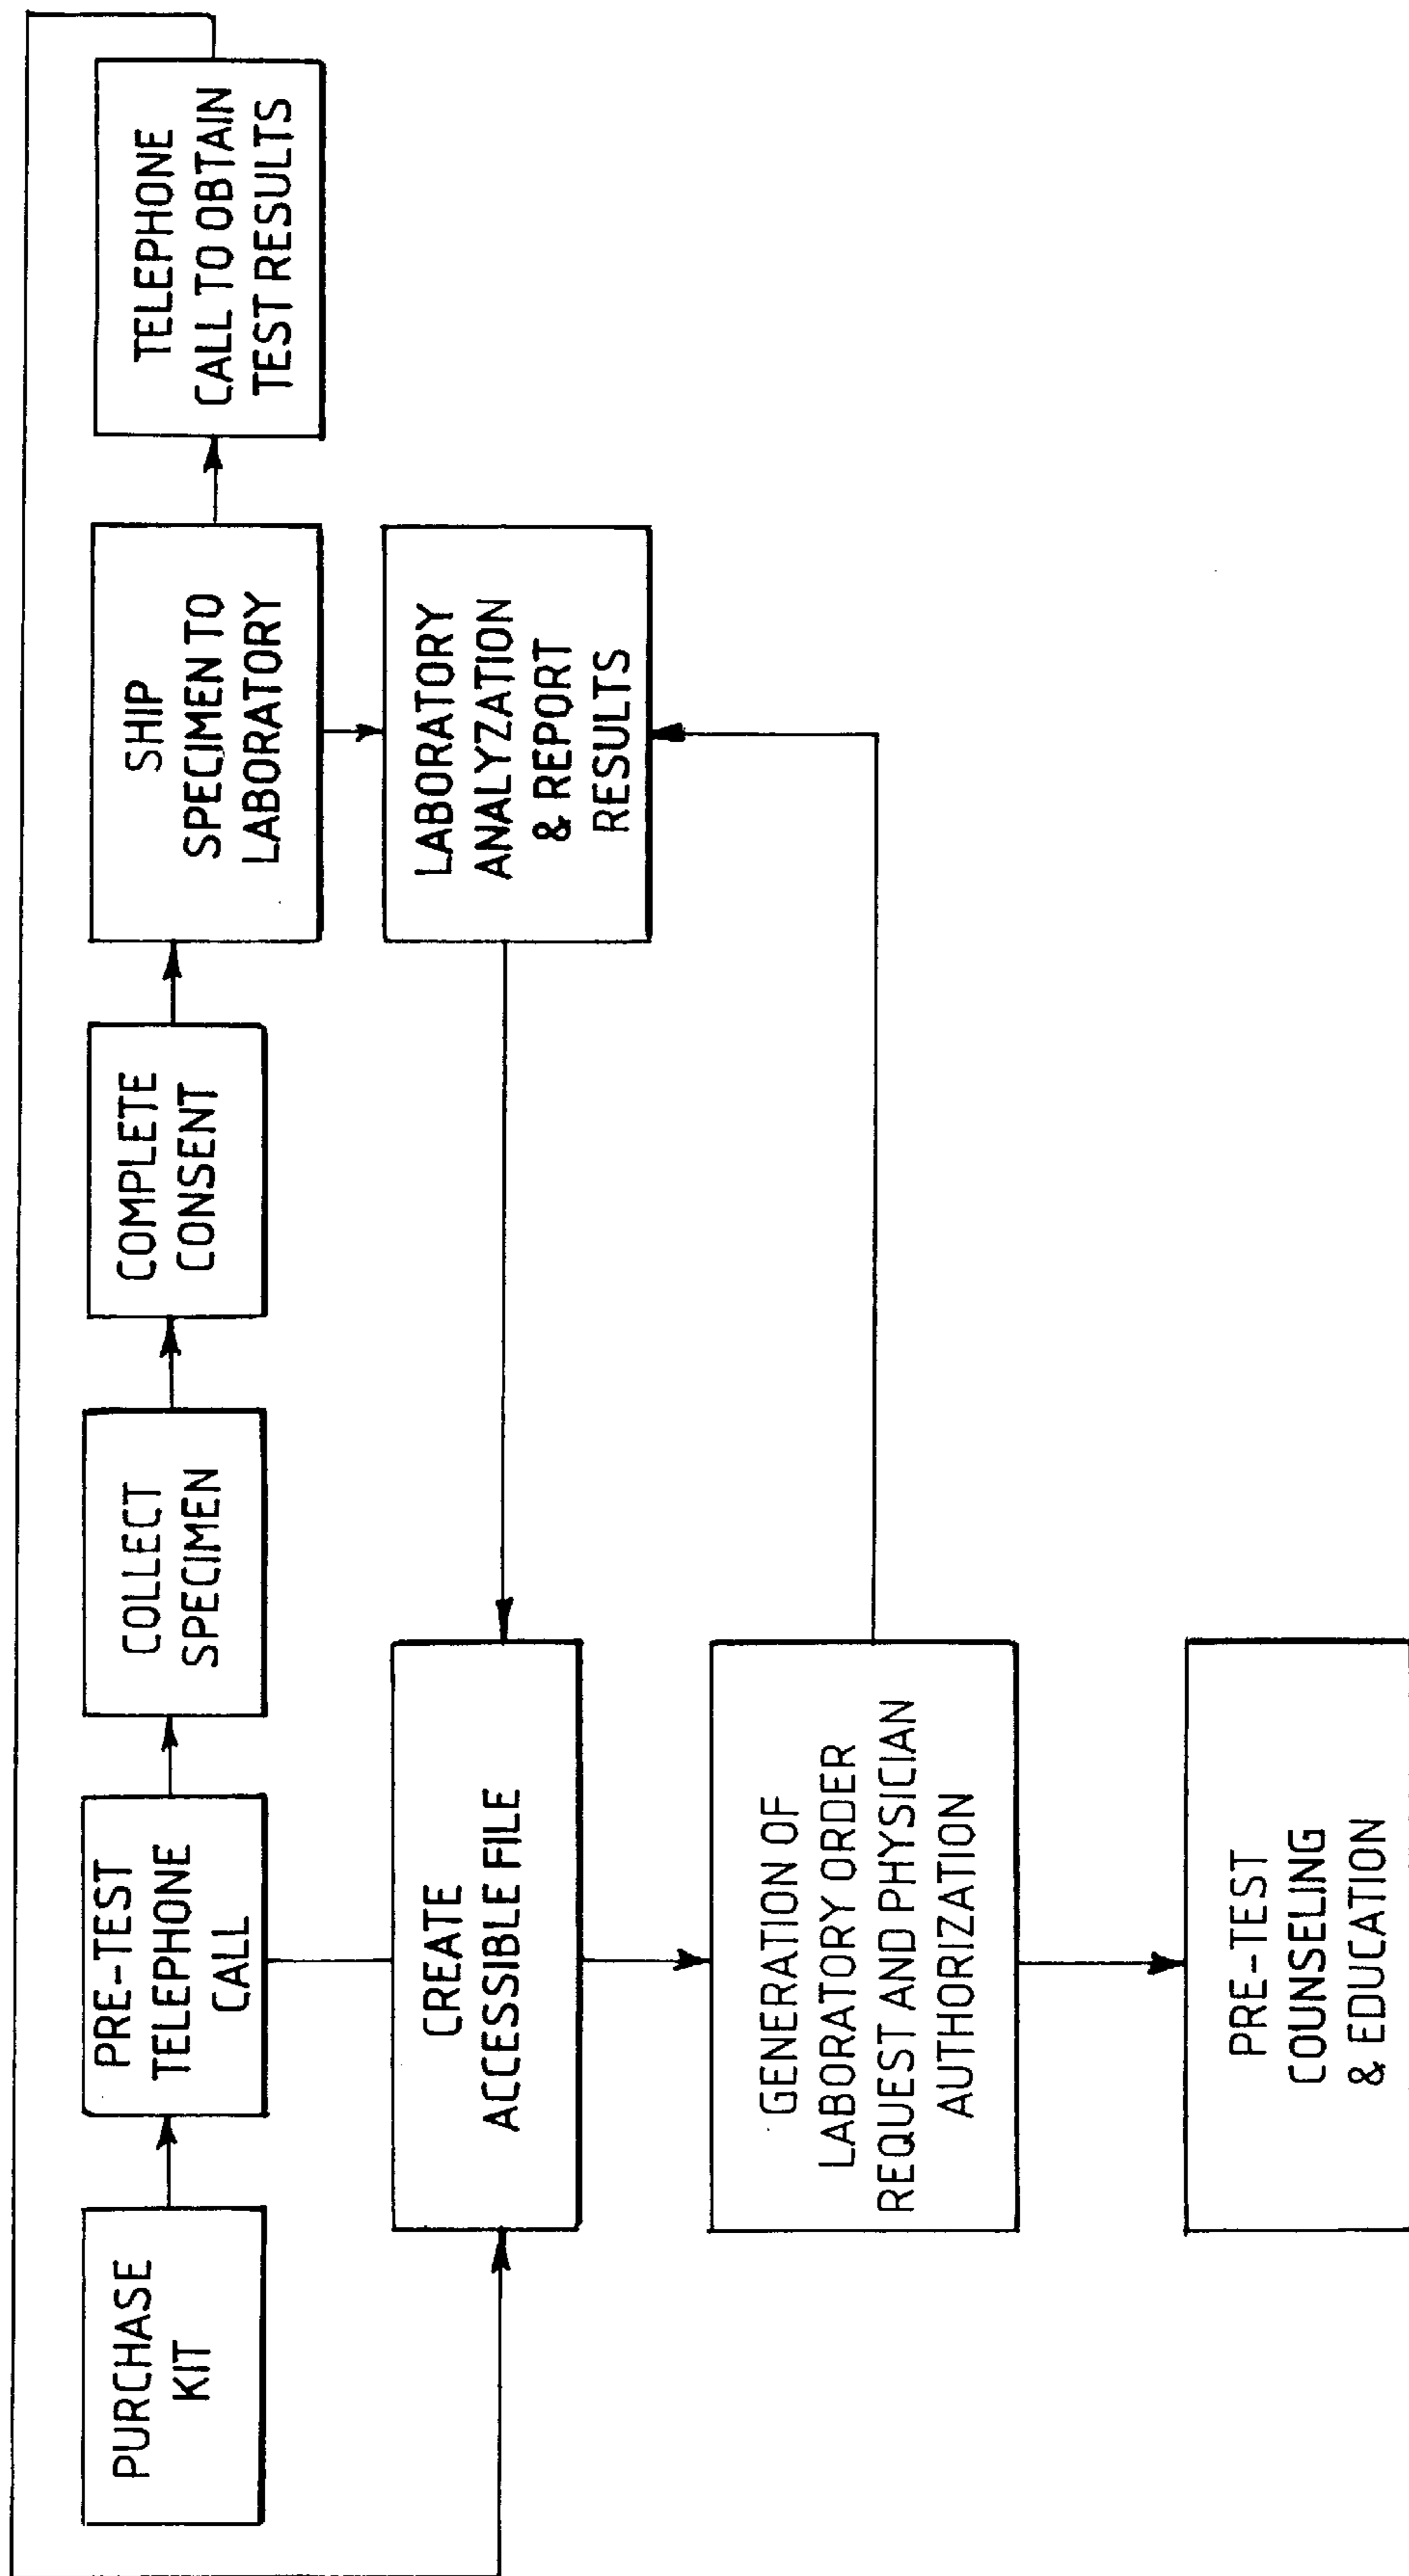 PURCHASE
KIT
PRE-TEST
TELEPHONE
CALL
COLLECT
SPECIMEN
COMPLETE
CONSENT
SHIP
SPECIMEN TO
LABORATORY
TELEPHONE
CALL TO OBTAIN
TEST RESULTS
CREATE
ACCESSIBLE FILE
LABORATORY
ANALYZATION
& REPORT
RESULTS
GENERATION OF
LABORATORY ORDER
REQUEST AND PHYSICIAN
AUTHORIZATION
PRE-TEST
COUNSELING
& EDUCATION